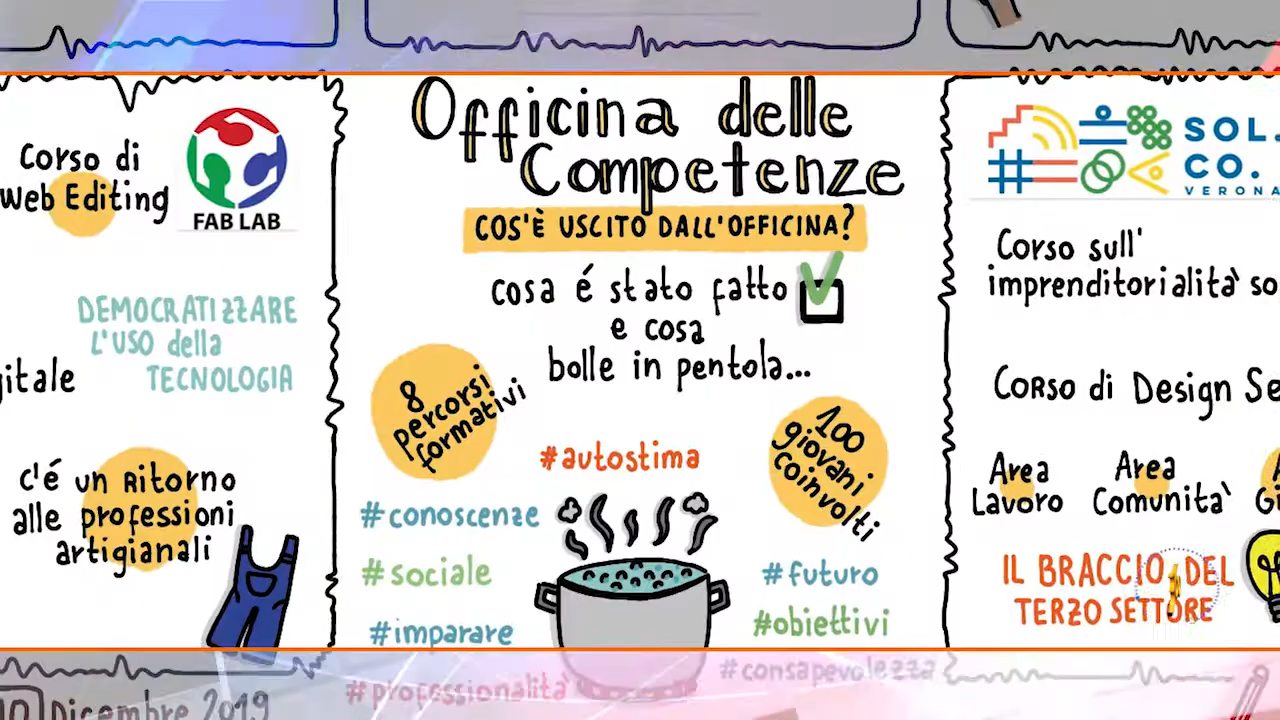 Corso di
Web Editing
FAB LAB
DEMOCRATIZZARE
L'USO della
TECNOLOGIA
c'é un Ritorno
alle professioni
artigianali
Officina delle
Competenze
COS'È USCITO DALL'OFFICINA?
cosa é stato fatto
e cosa
bolle in pentola...
8
percorsi
formativi
100
giovani
coinvolti
#autostima
#conoscenze
#sociale
#imparare
#futuro
#obiettivi
#professionalità
#consapevolezza
SOL.
CO.
VERONA
Corso sull'
imprenditorialità so
Corso di Design Se
Area
Lavoro
Area
Comunità
IL BRACCIO DEL
TERZO SETTORE
10 Dicembre 2019